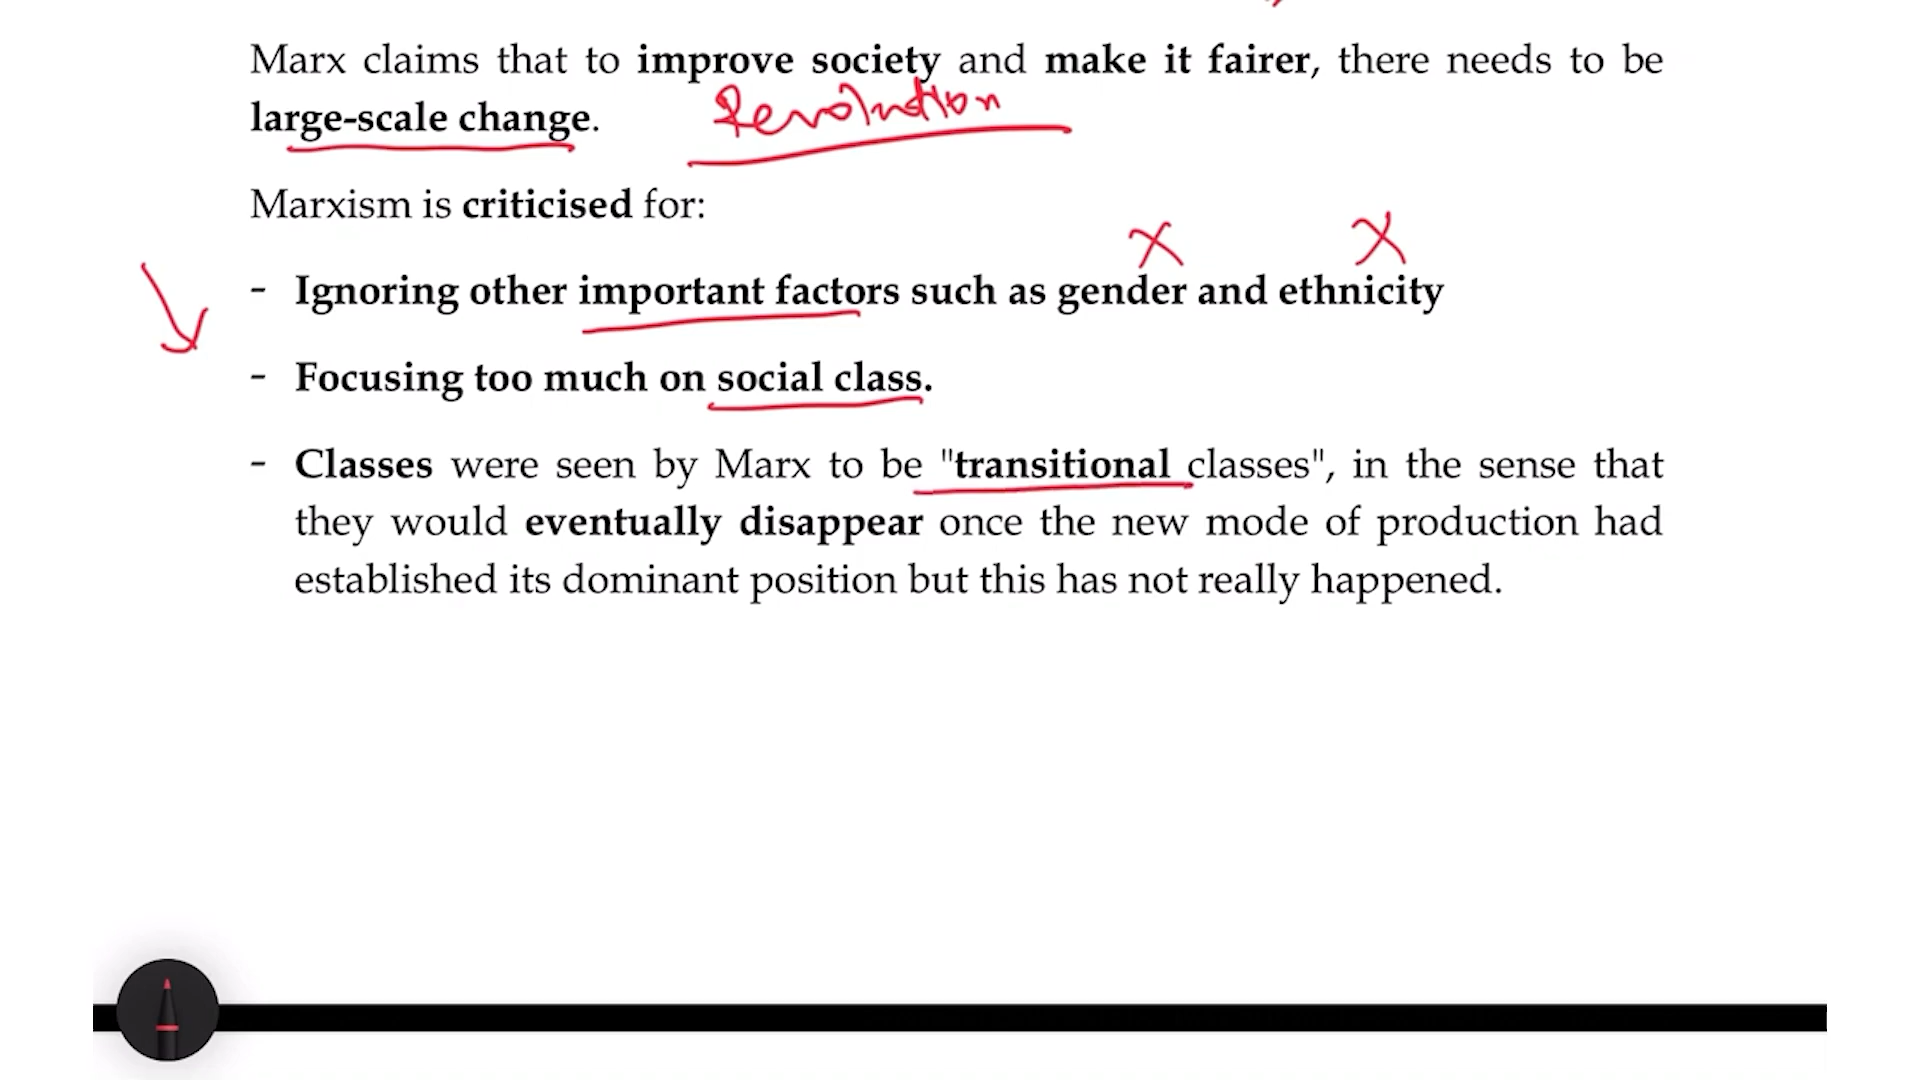 Marx claims that to improve society and make it fairer, there needs to be
large-scale change.
Revolution
Marxism is criticised for:
X X
- Ignoring other important factors such as gender and ethnicity
- Focusing too much on social class.
- Classes were seen by Marx to be "transitional classes", in the sense that
they would eventually disappear once the new mode of production had
established its dominant position but this has not really happened.